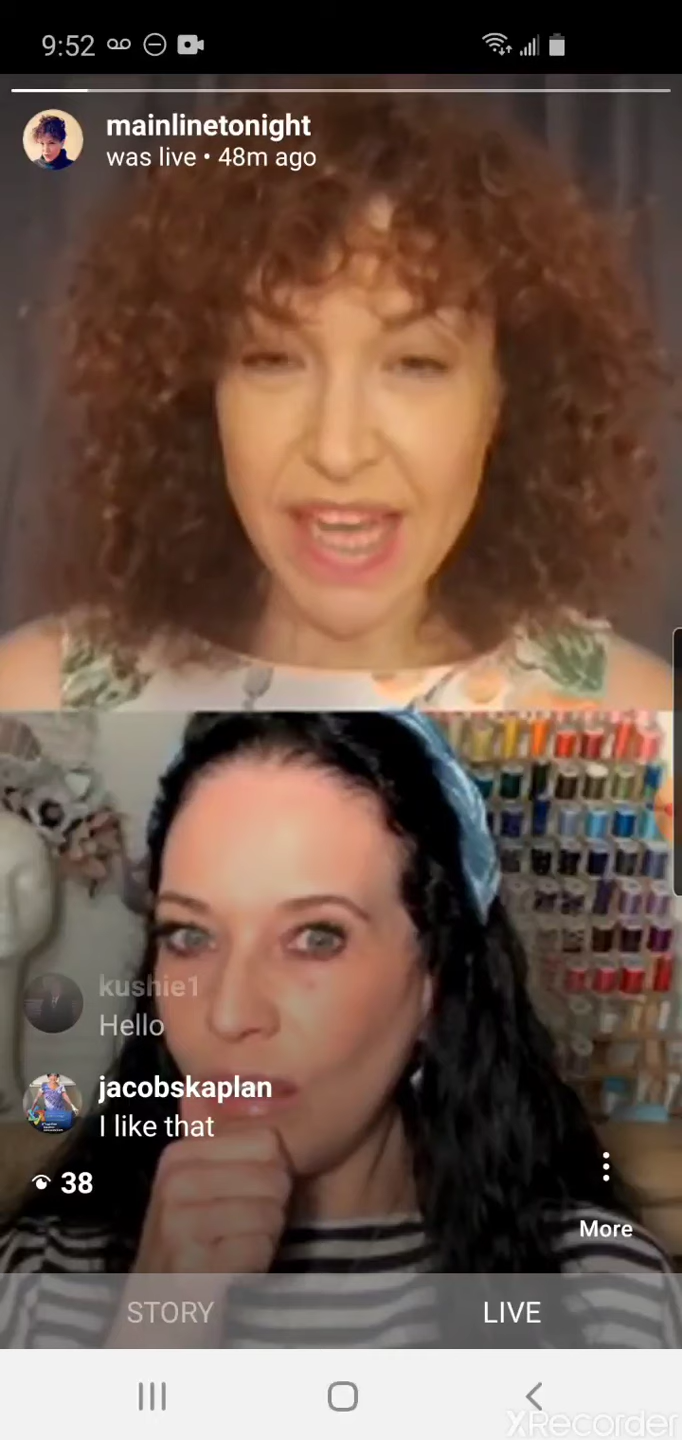 9:52
mainlinetonight
was live • 48m ago
kushie1
Hello
jacobskaplan
I like that
38
More
STORY
LIVE
XRecorder